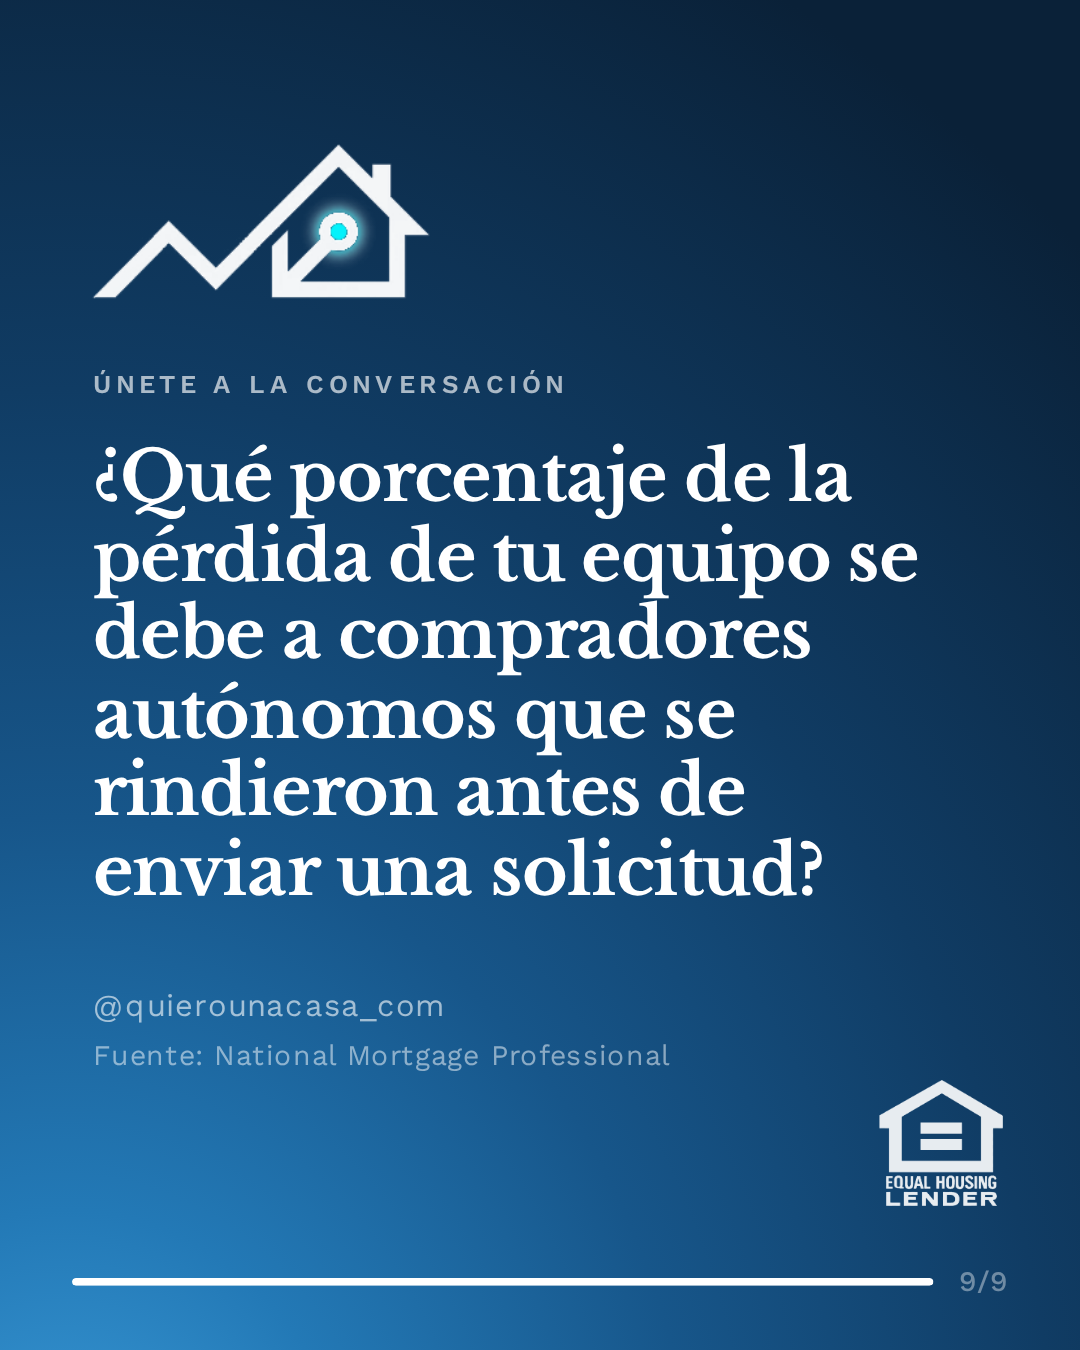 ÚNETE A LA CONVERSACIÓN
¿Qué porcentaje de la
pérdida de tu equipo se
debe a compradores
autónomos que se
rindieron antes de
enviar una solicitud?
@quierounacasa_com
Fuente: National Mortgage Professional
EQUAL HOUSING
LENDER
9/9